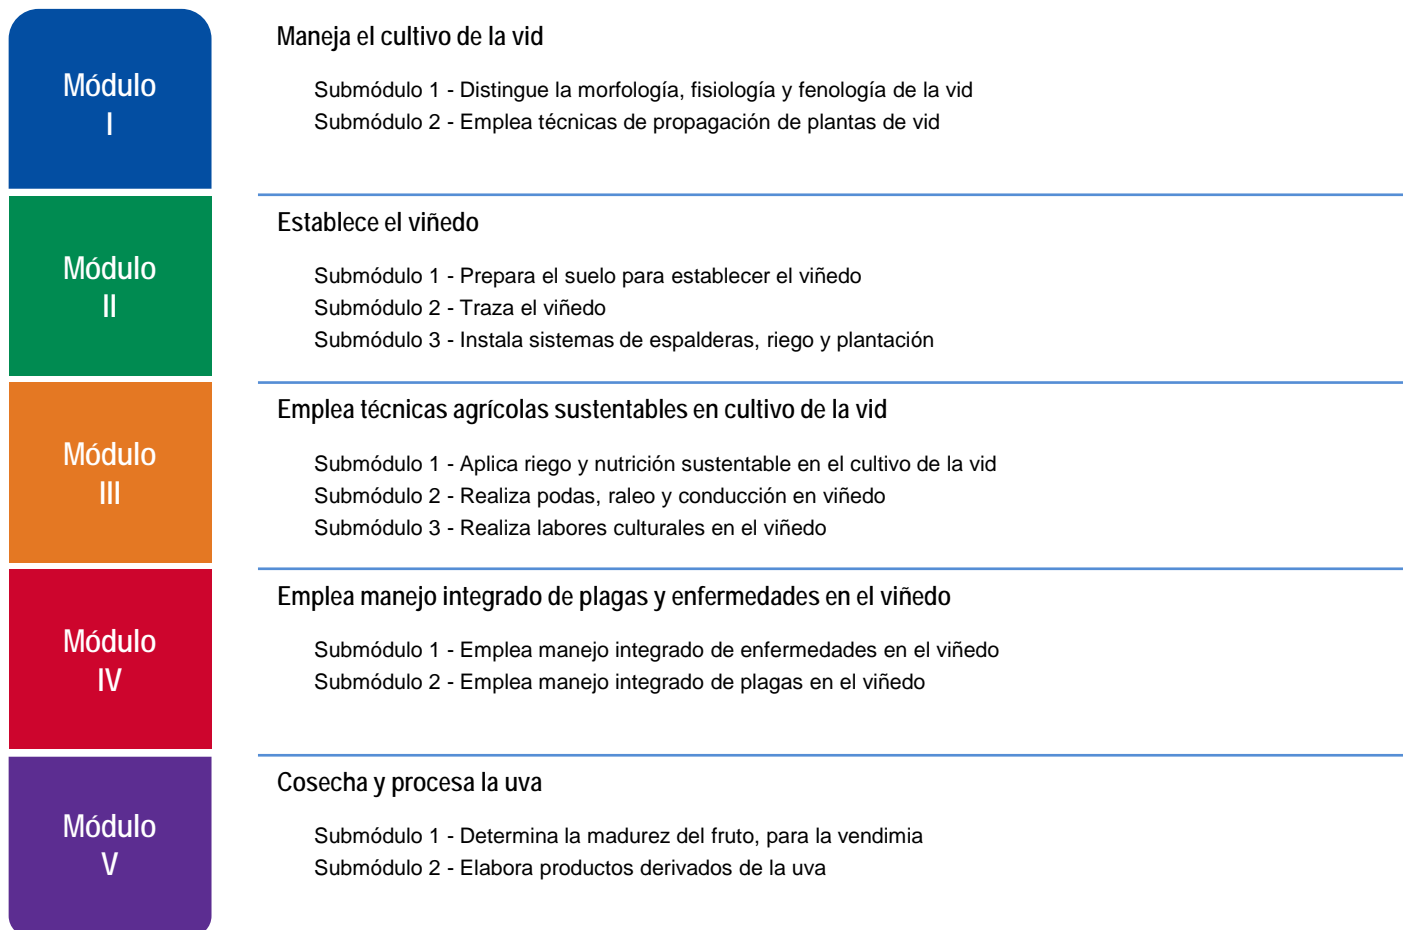 Módulo
I
Maneja el cultivo de la vid
Submódulo 1 - Distingue la morfología, fisiología y fenología de la vid
Submódulo 2 - Emplea técnicas de propagación de plantas de vid
Módulo
II
Establece el viñedo
Submódulo 1 - Prepara el suelo para establecer el viñedo
Submódulo 2 - Traza el viñedo
Submódulo 3 - Instala sistemas de espalderas, riego y plantación
Módulo
III
Emplea técnicas agrícolas sustentables en cultivo de la vid
Submódulo 1 - Aplica riego y nutrición sustentable en el cultivo de la vid
Submódulo 2 - Realiza podas, raleo y conducción en viñedo
Submódulo 3 - Realiza labores culturales en el viñedo
Módulo
IV
Emplea manejo integrado de plagas y enfermedades en el viñedo
Submódulo 1 - Emplea manejo integrado de enfermedades en el viñedo
Submódulo 2 - Emplea manejo integrado de plagas en el viñedo
Módulo
V
Cosecha y procesa la uva
Submódulo 1 - Determina la madurez del fruto, para la vendimia
Submódulo 2 - Elabora productos derivados de la uva